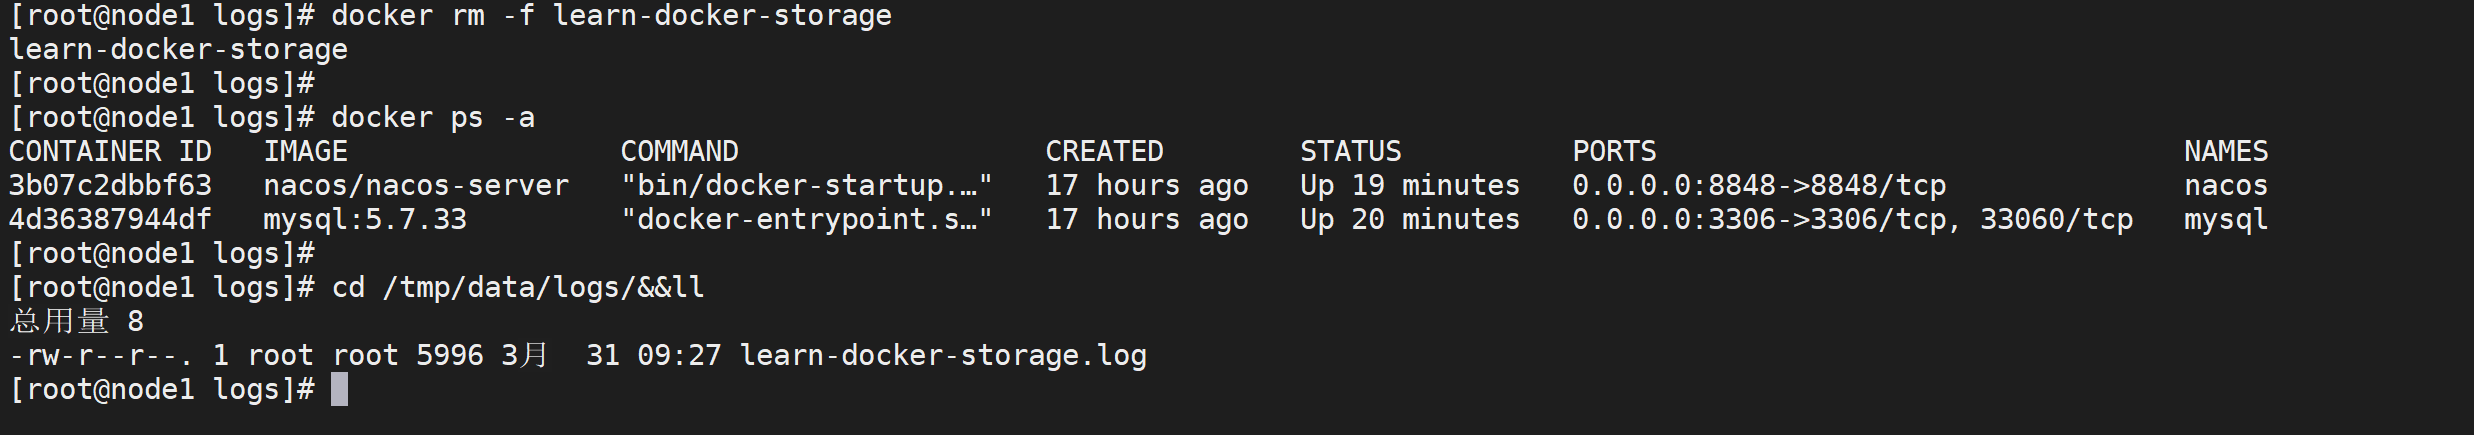 [root@node1 logs]# docker rm -f learn-docker-storage
learn-docker-storage
[root@node1 logs]#
[root@node1 logs]# docker ps -a
CONTAINER ID   IMAGE                COMMAND                  CREATED        STATUS          PORTS                               NAMES
3b07c2dbbf63   nacos/nacos-server   "bin/docker-startup.…"   17 hours ago   Up 19 minutes   0.0.0.0:8848->8848/tcp              nacos
4d36387944df   mysql:5.7.33         "docker-entrypoint.s…"   17 hours ago   Up 20 minutes   0.0.0.0:3306->3306/tcp, 33060/tcp   mysql
[root@node1 logs]#
[root@node1 logs]# cd /tmp/data/logs/&&ll
总用量 8
-rw-r--r--. 1 root root 5996 3月  31 09:27 learn-docker-storage.log
[root@node1 logs]#